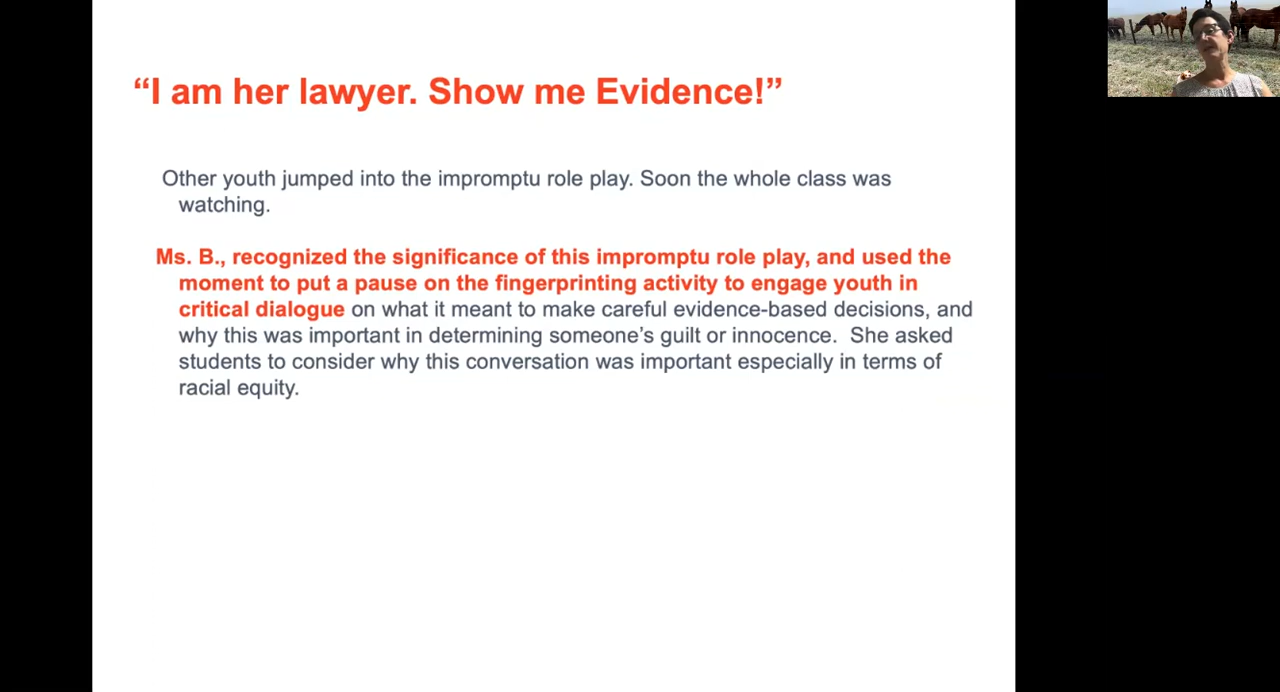 “I am her lawyer. Show me Evidence!”
Other youth jumped into the impromptu role play. Soon the whole class was
watching.
Ms. B., recognized the significance of this impromptu role play, and used the
moment to put a pause on the fingerprinting activity to engage youth in
critical dialogue on what it meant to make careful evidence-based decisions, and
why this was important in determining someone’s guilt or innocence.  She asked
students to consider why this conversation was important especially in terms of
racial equity.